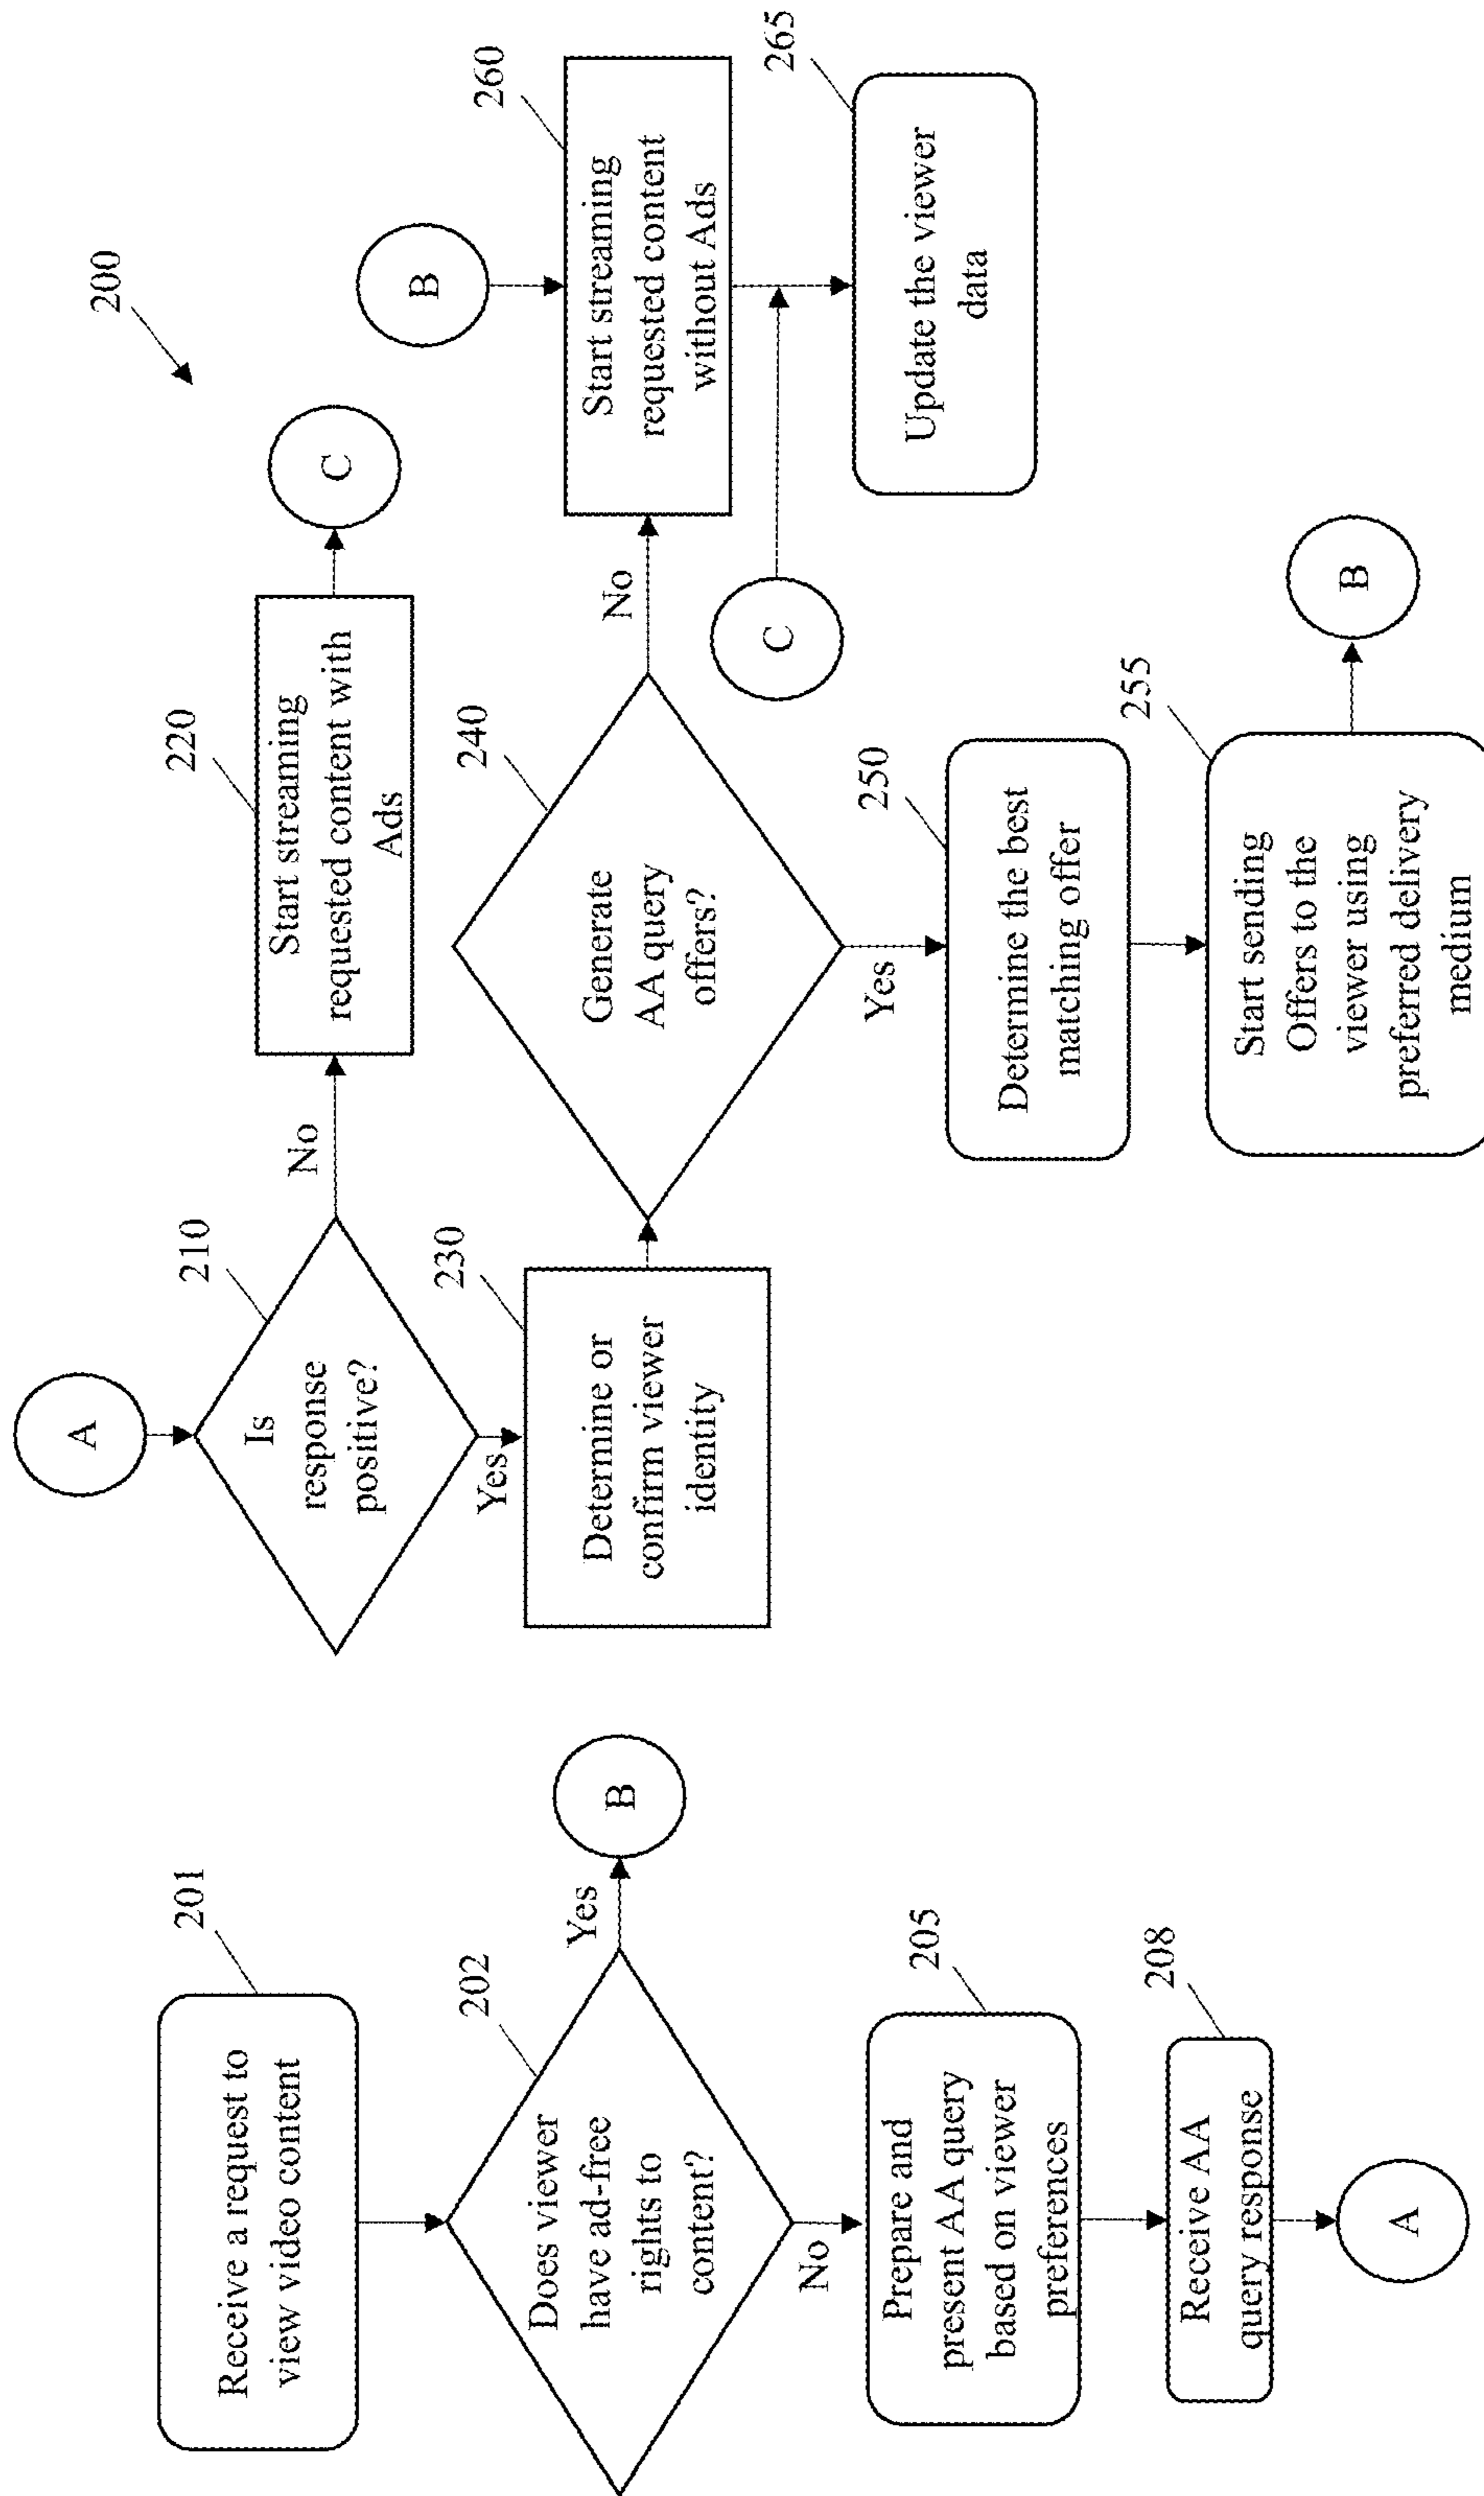 200
201
Receive a request to
view video content
202
Does viewer
have ad-free
rights to
content?
Yes
B
No
205
Prepare and
present AA query
based on viewer
preferences
208
Receive AA
query response
A
A
210
Is
response
positive?
No
220
Start streaming
requested content with
Ads
C
Yes
230
Determine or
confirm viewer
identity
240
Generate
AA query
offers?
No
B
260
Start streaming
requested content
without Ads
C
265
Update the viewer
data
Yes
250
Determine the best
matching offer
255
Start sending
Offers to the
viewer using
preferred delivery
medium
B